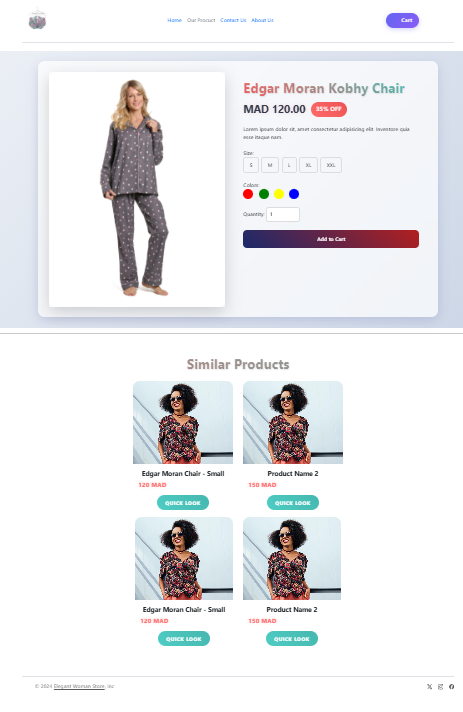 Home Our Product Contact Us About Us
Cart
Edgar Moran Kobhy Chair
MAD 120.00 35% OFF
Lorem ipsum dolor sit, amet consectetur adipisicing elit. Inventore quia
esse itaque nam.
Size:
S M L XL XXL
Colors:
Quantity: 1
Add to Cart
Similar Products
Edgar Moran Chair - Small
120 MAD
QUICK LOOK
Product Name 2
150 MAD
QUICK LOOK
Edgar Moran Chair - Small
120 MAD
QUICK LOOK
Product Name 2
150 MAD
QUICK LOOK
© 2024 Elegant Woman Store, Inc